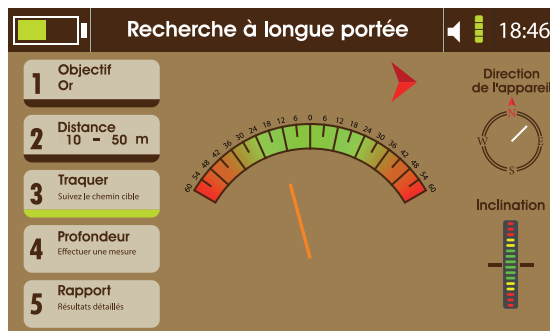 Recherche à longue portée
18:46
1 Objectif
Or
2 Distance
10 - 50 m
3 Traquer
Suivez le chemin cible
4 Profondeur
Effectuer une mesure
5 Rapport
Résultats détaillés
60 54 48 42 36 30 24 18 12 6 0 6 12 18 24 30 36 42 48 54 60
Direction
de l'appareil
N
W E
S
Inclination